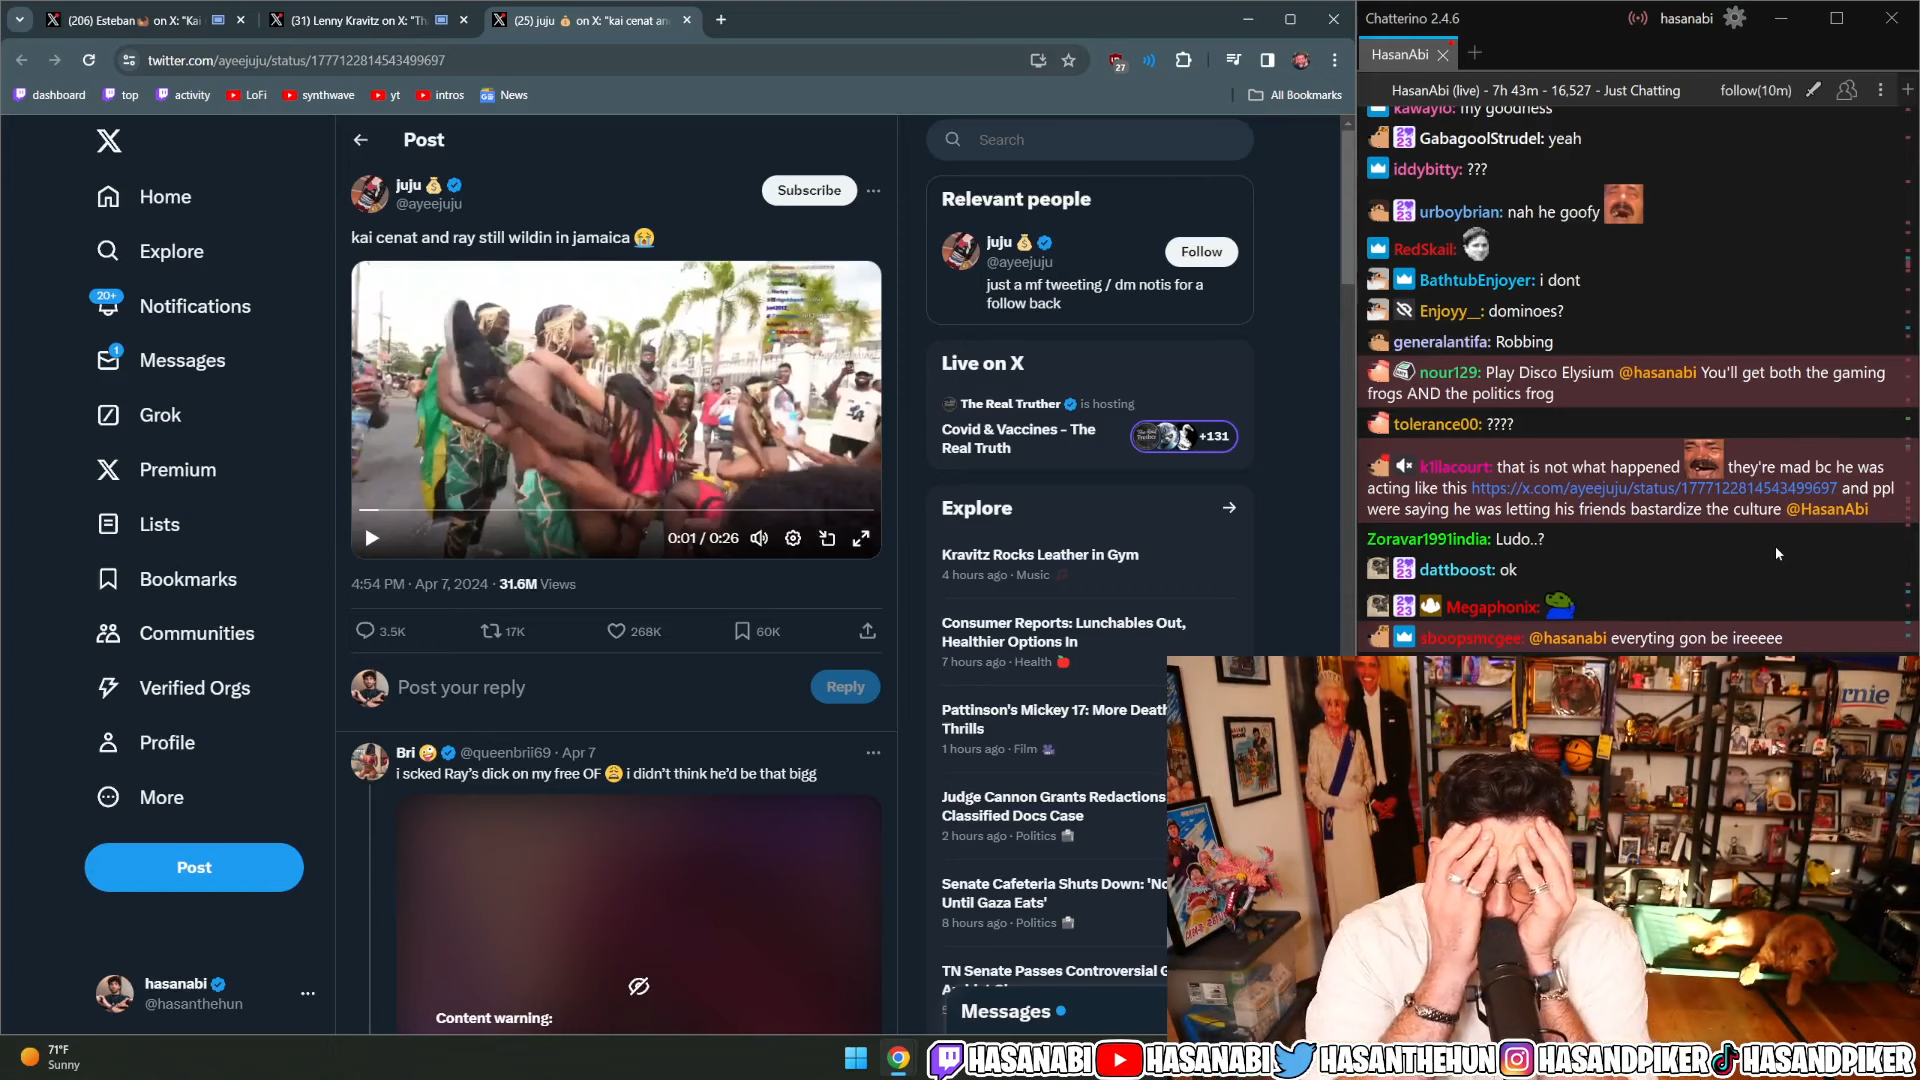 (206) Esteban on X: "Kai
(31) Lenny Kravitz on X: "Th
(25) juju on X: "kai cenat an
twitter.com/ayeejuju/status/1777122814543499697
27
dashboard
top
activity
LoFi
synthwave
yt
intros
News
All Bookmarks
Home
Explore
20+
Notifications
1
Messages
Grok
Premium
Lists
Bookmarks
Communities
Verified Orgs
Profile
More
Post
hasanabi
@hasanthehun
Post
juju
@ayeejuju
Subscribe
kai cenat and ray still wildin in jamaica 😭
0:01 / 0:26
4:54 PM · Apr 7, 2024 · 31.6M Views
3.5K
17K
268K
60K
Post your reply
Reply
Bri @queenbrii69 · Apr 7
i scked Ray's dick on my free OF 😩 i didn't think he'd be that bigg
Content warning:
Search
Relevant people
juju
@ayeejuju
Follow
just a mf tweeting / dm notis for a
follow back
Live on X
The Real Truther is hosting
Covid & Vaccines - The
Real Truth
+131
Explore
Kravitz Rocks Leather in Gym
4 hours ago · Music
Consumer Reports: Lunchables Out,
Healthier Options In
7 hours ago · Health
Pattinson's Mickey 17: More Death
Thrills
1 hours ago · Film
Judge Cannon Grants Redactions
Classified Docs Case
2 hours ago · Politics
Senate Cafeteria Shuts Down: 'No
Until Gaza Eats'
8 hours ago · Politics
TN Senate Passes Controversial G
Messages
Chatterino 2.4.6
hasanabi
HasanAbi
HasanAbi (live) - 7h 43m - 16,527 - Just Chatting
follow(10m)
kawaylo: my goodness
GabagoolStrudel: yeah
iddybitty: ???
urboybrian: nah he goofy
RedSkail:
BathtubEnjoyer: i dont
Enjoyy__: dominoes?
generalantifa: Robbing
nour129: Play Disco Elysium @hasanabi You'll get both the gaming
frogs AND the politics frog
tolerance00: ????
k1llacourt: that is not what happened they're mad bc he was
acting like this https://x.com/ayeejuju/status/1777122814543499697 and ppl
were saying he was letting his friends bastardize the culture @HasanAbi
Zoravar1991india: Ludo..?
dattboost: ok
Megaphonix:
sboopsmcgee: @hasanabi everyting gon be ireeeee
rnie
71°F
Sunny
HASANABI
HASANABI
HASANTHEHUN
HASANDPIKER
HASANDPIKER